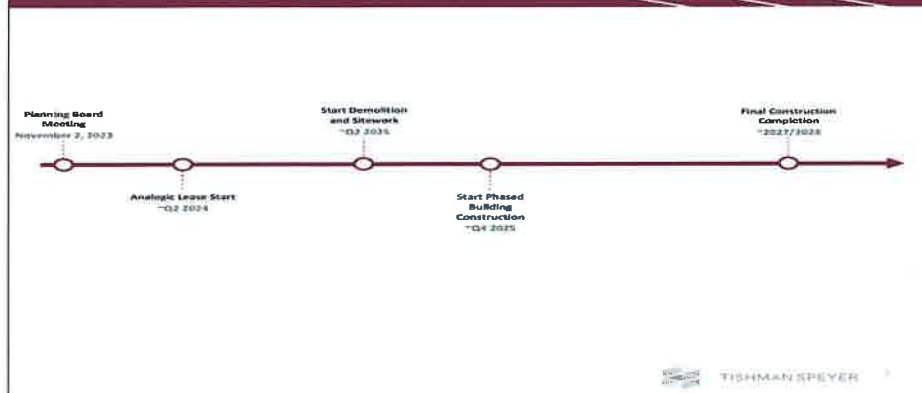 Planning Board
Meeting
November 2, 2023
Analogic Lease Start
~Q2 2024
Start Demolition
and Sitework
~Q2 2025
Start Phased
Building
Construction
~Q4 2025
Final Construction
Completion
~2027/2028
TISHMAN SPEYER